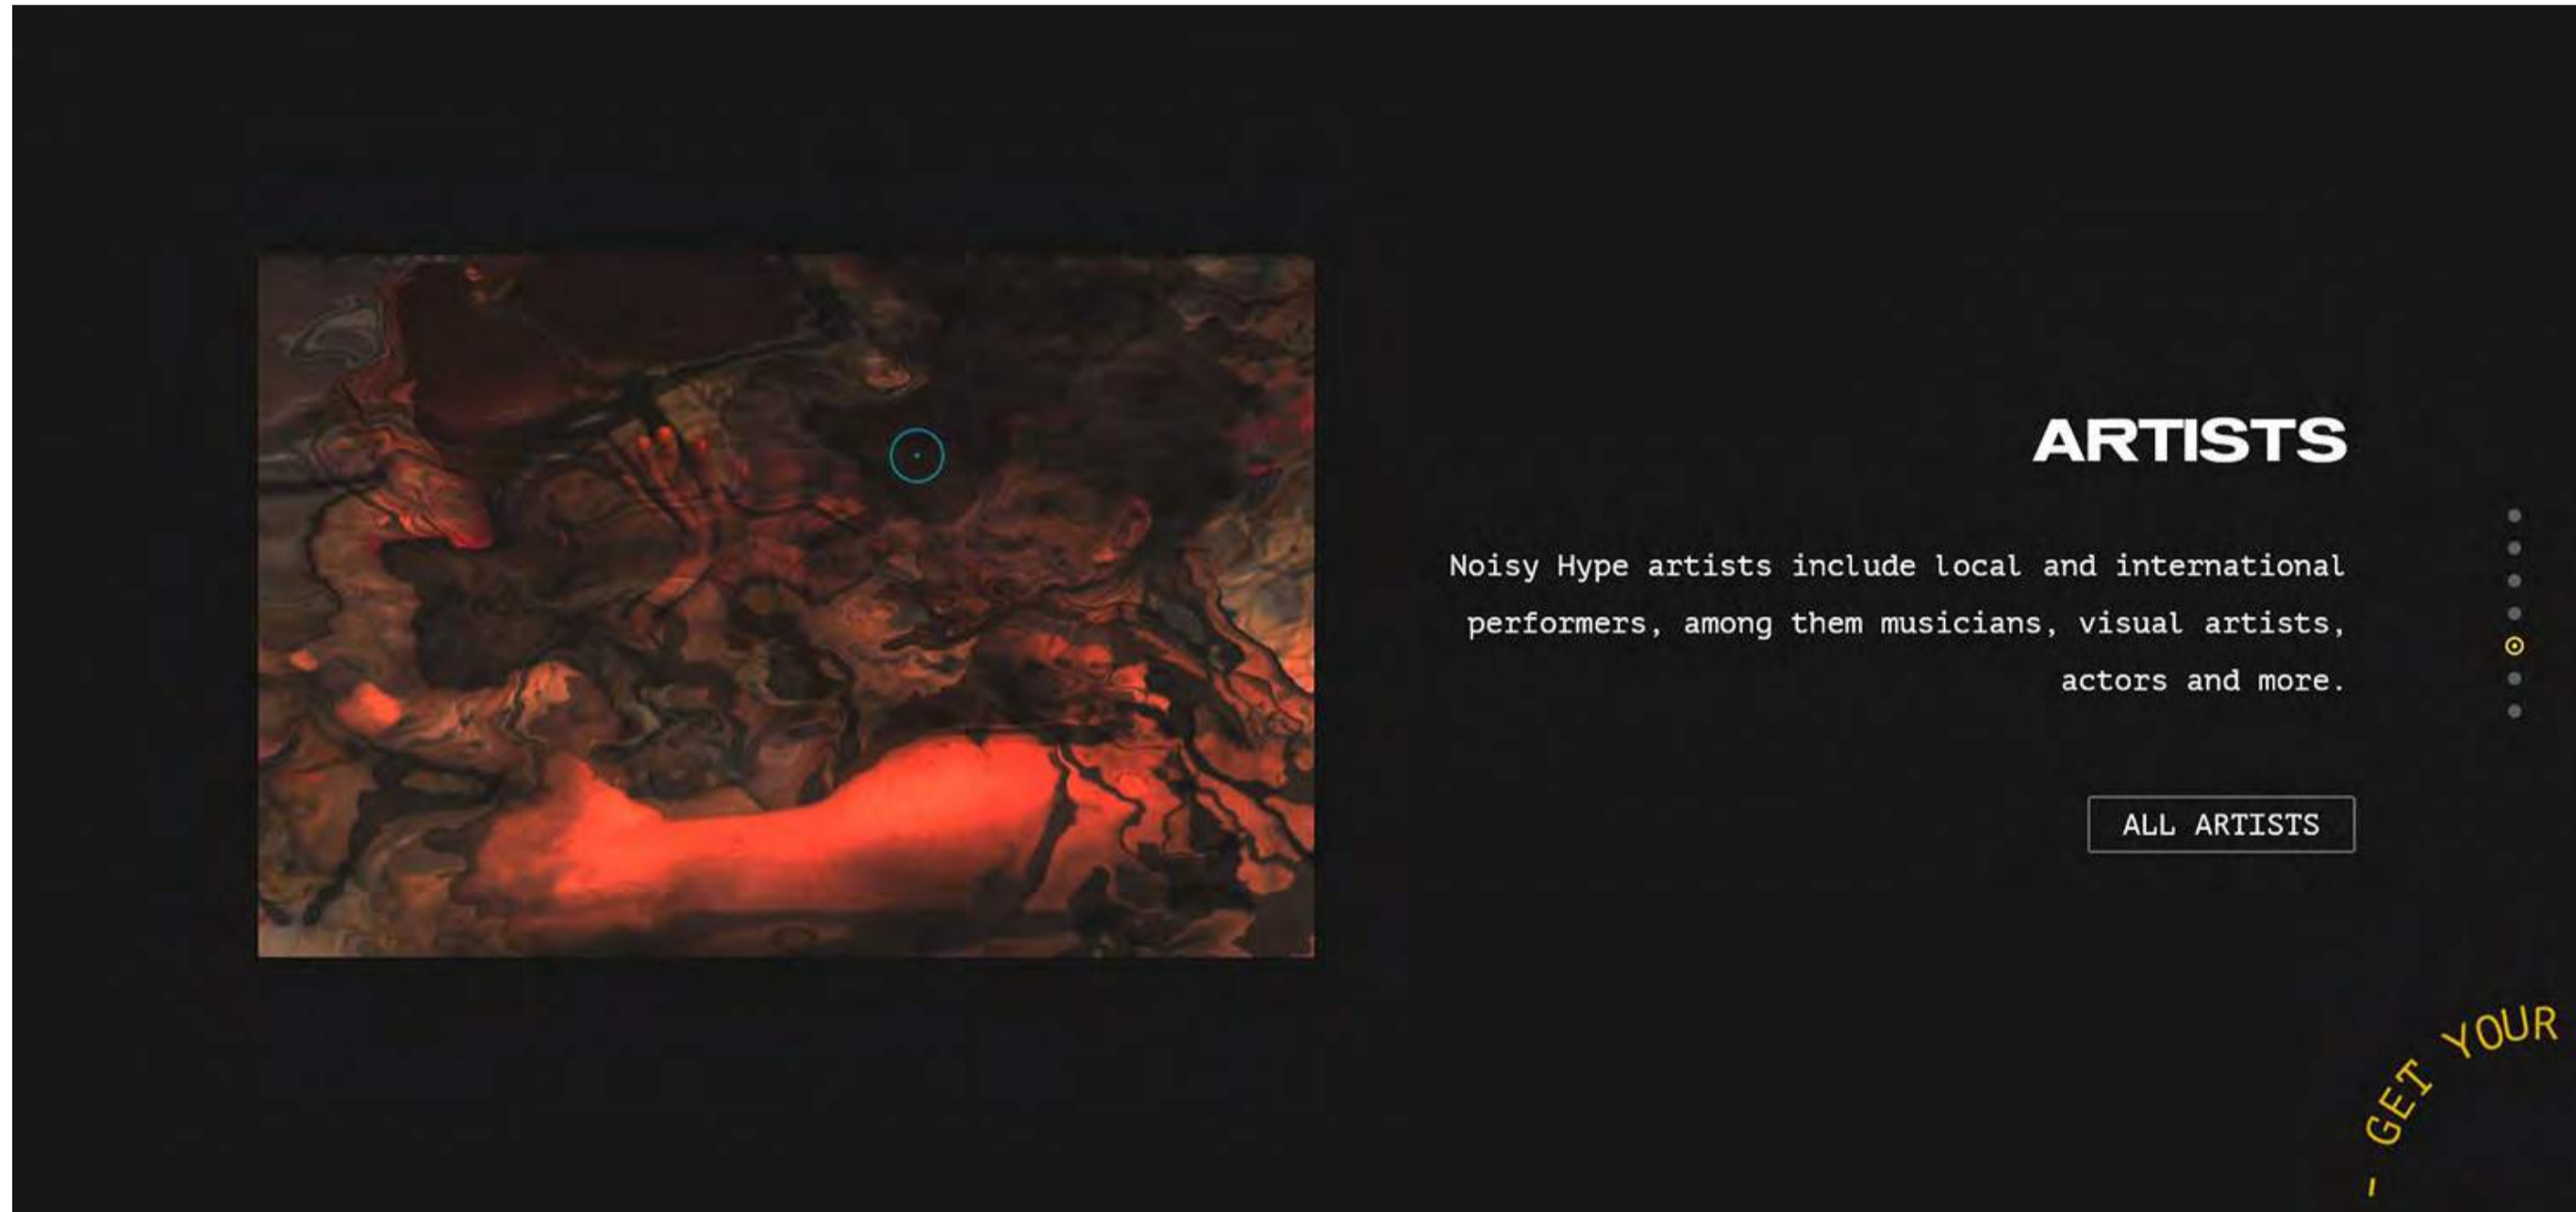 ARTISTS
Noisy Hype artists include local and international
performers, among them musicians, visual artists,
actors and more.
ALL ARTISTS
- GET YOUR